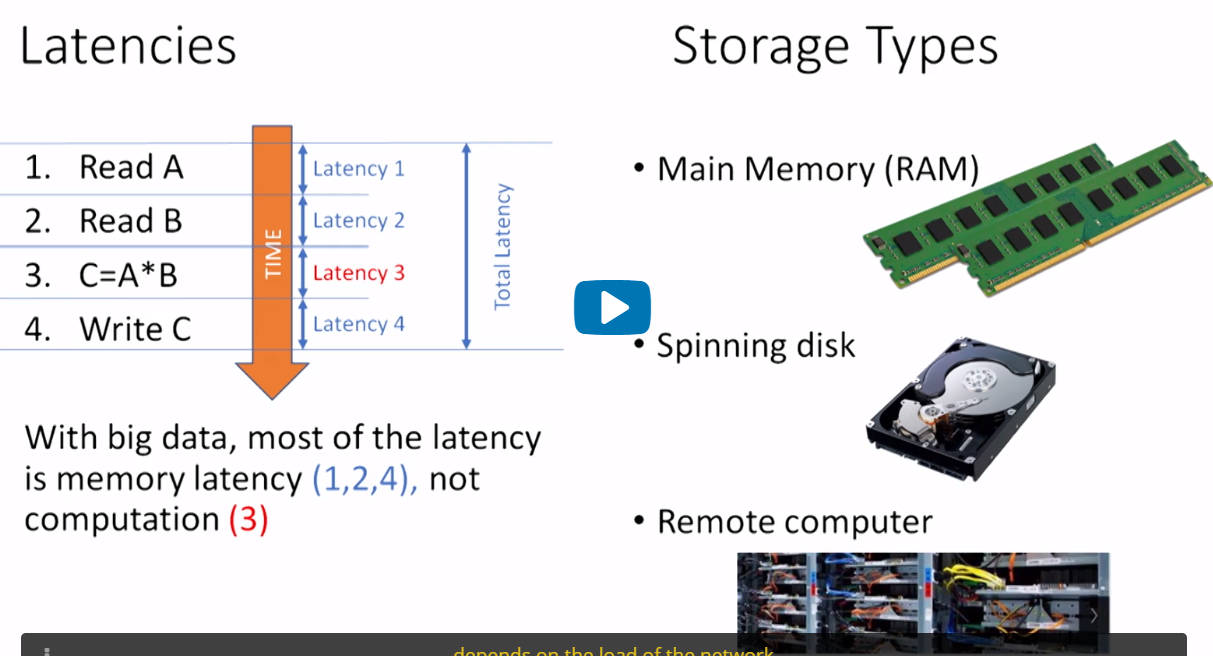 Latencies
1. Read A
2. Read B
3. C=A*B
4. Write C
TIME
Latency 1
Latency 2
Latency 3
Latency 4
Total Latency
With big data, most of the latency
is memory latency (1,2,4), not
computation (3)
Storage Types
• Main Memory (RAM)
• Spinning disk
• Remote computer
depends on the load of the network